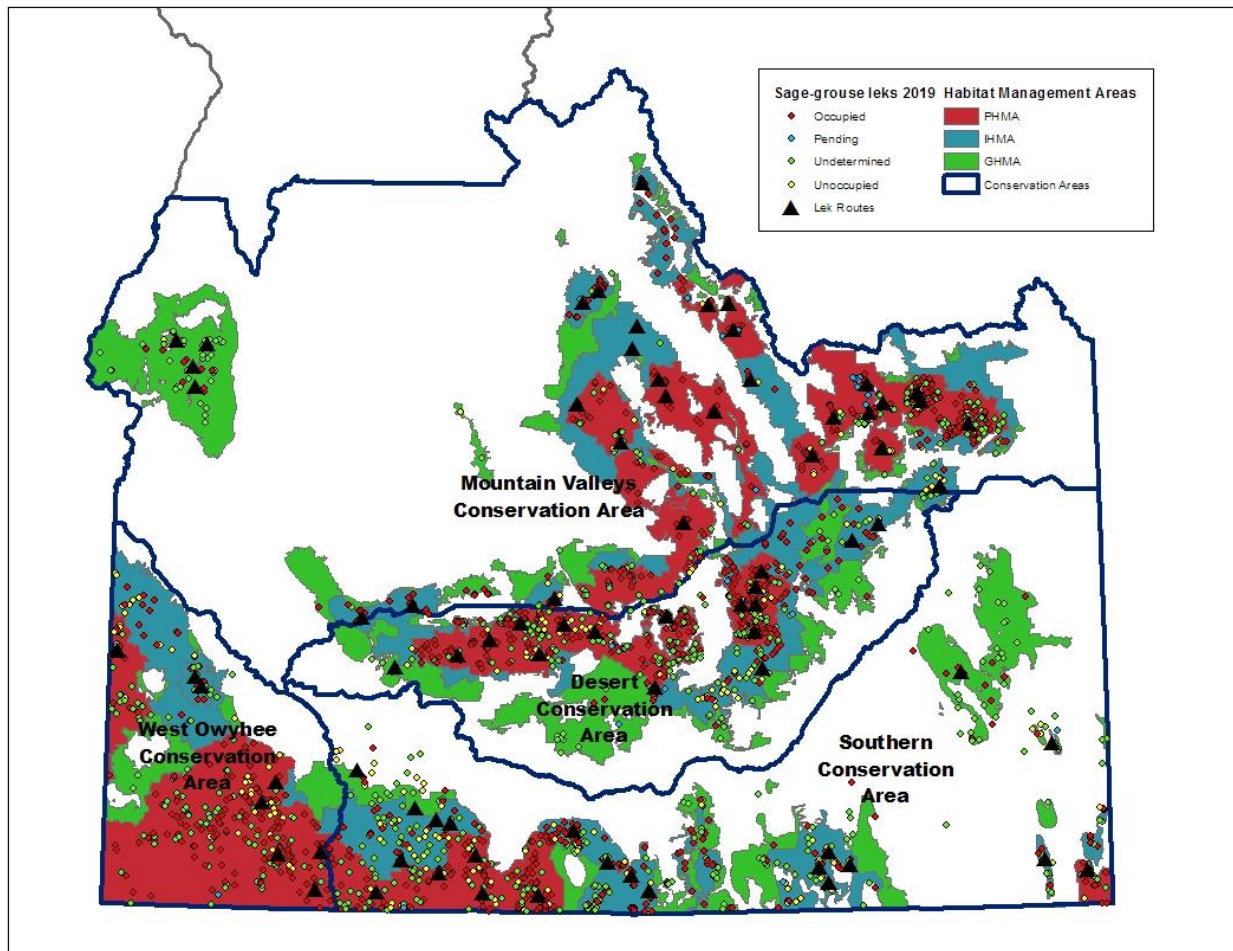 Sage-grouse leks 2019 Habitat Management Areas
Occupied PHMA
Pending IHMA
Undetermined GHMA
Unoccupied Conservation Areas
Lek Routes
Mountain Valleys
Conservation Area
Desert
Conservation
Area
West Owyhee
Conservation
Area
Southern
Conservation
Area